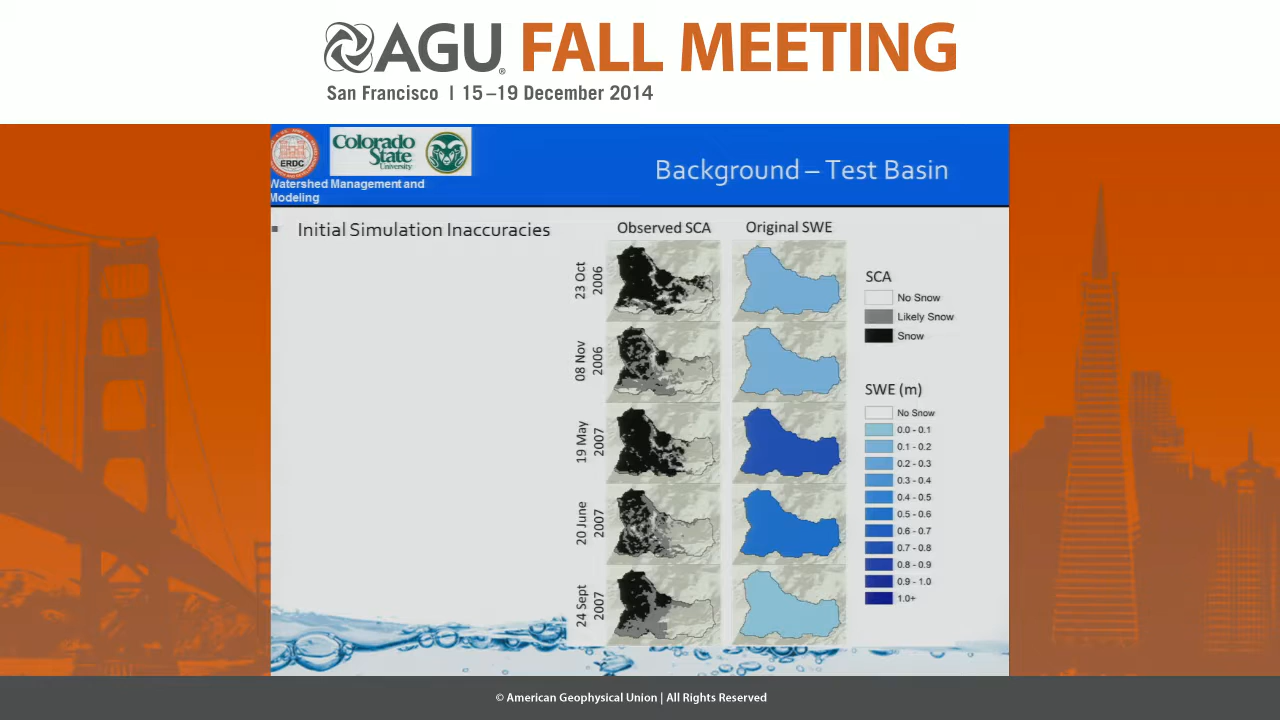 AGU® FALL MEETING
San Francisco | 15–19 December 2014
ERDC
Colorado
State
University
Watershed Management and
Modeling
Background – Test Basin
▪ Initial Simulation Inaccuracies
Observed SCA
Original SWE
23 Oct
2006
08 Nov
2006
19 May
2007
20 June
2007
24 Sept
2007
SCA
No Snow
Likely Snow
Snow
SWE (m)
No Snow
0.0 - 0.1
0.1 - 0.2
0.2 - 0.3
0.3 - 0.4
0.4 - 0.5
0.5 - 0.6
0.6 - 0.7
0.7 - 0.8
0.8 - 0.9
0.9 - 1.0
1.0+
© American Geophysical Union | All Rights Reserved